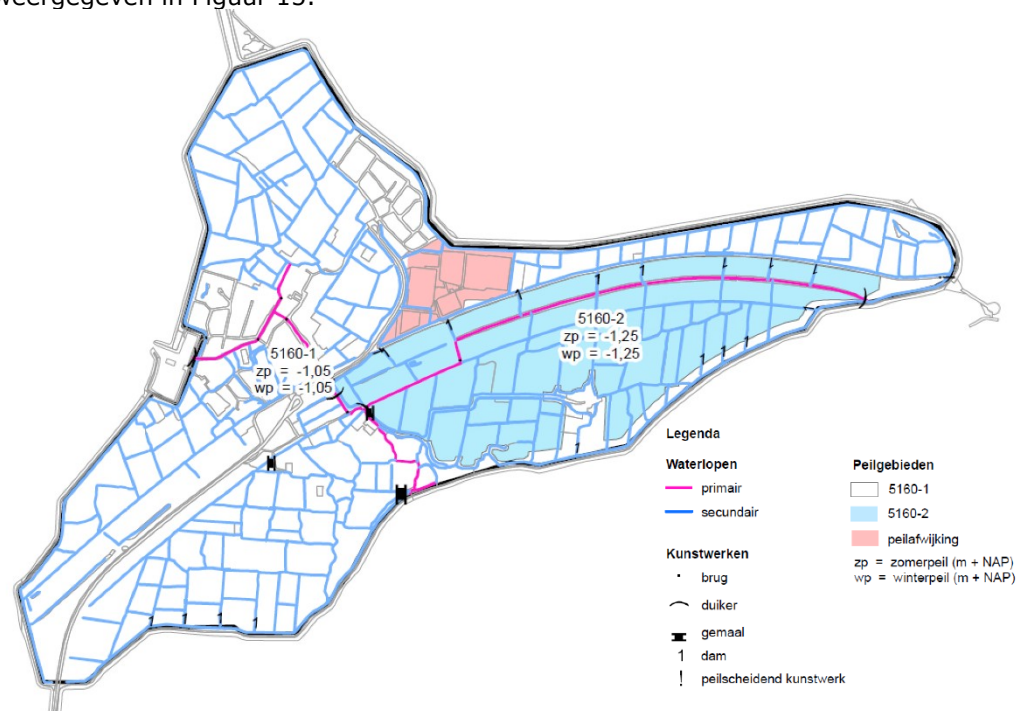 weergegeven in Figuur 15.
5160-1
zp = -1,05
wp = -1,05
5160-2
zp = -1,25
wp = -1,25
Legenda
Waterlopen
primair
secundair
Kunstwerken
brug
duiker
gemaal
dam
peilscheidend kunstwerk
Peilgebieden
5160-1
5160-2
peilafwijking
zp = zomerpeil (m + NAP)
wp = winterpeil (m + NAP)